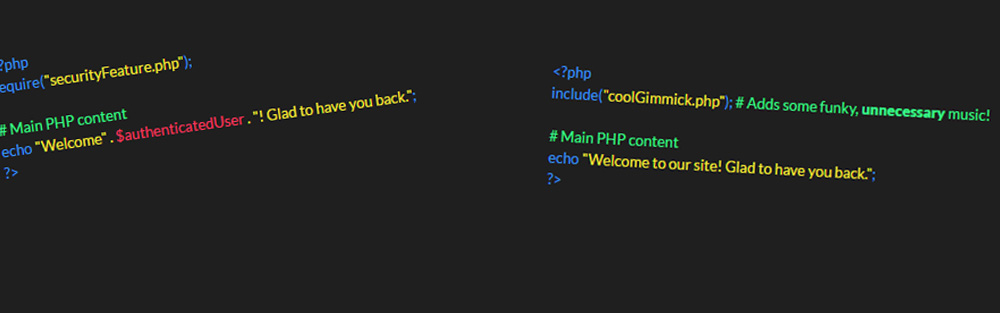 ?php
equire("securityFeature.php");
# Main PHP content
echo "Welcome" . $authenticatedUser . "! Glad to have you back.";
?>
<?php
include("coolGimmick.php"); # Adds some funky, unnecessary music!
# Main PHP content
echo "Welcome to our site! Glad to have you back.";
?>